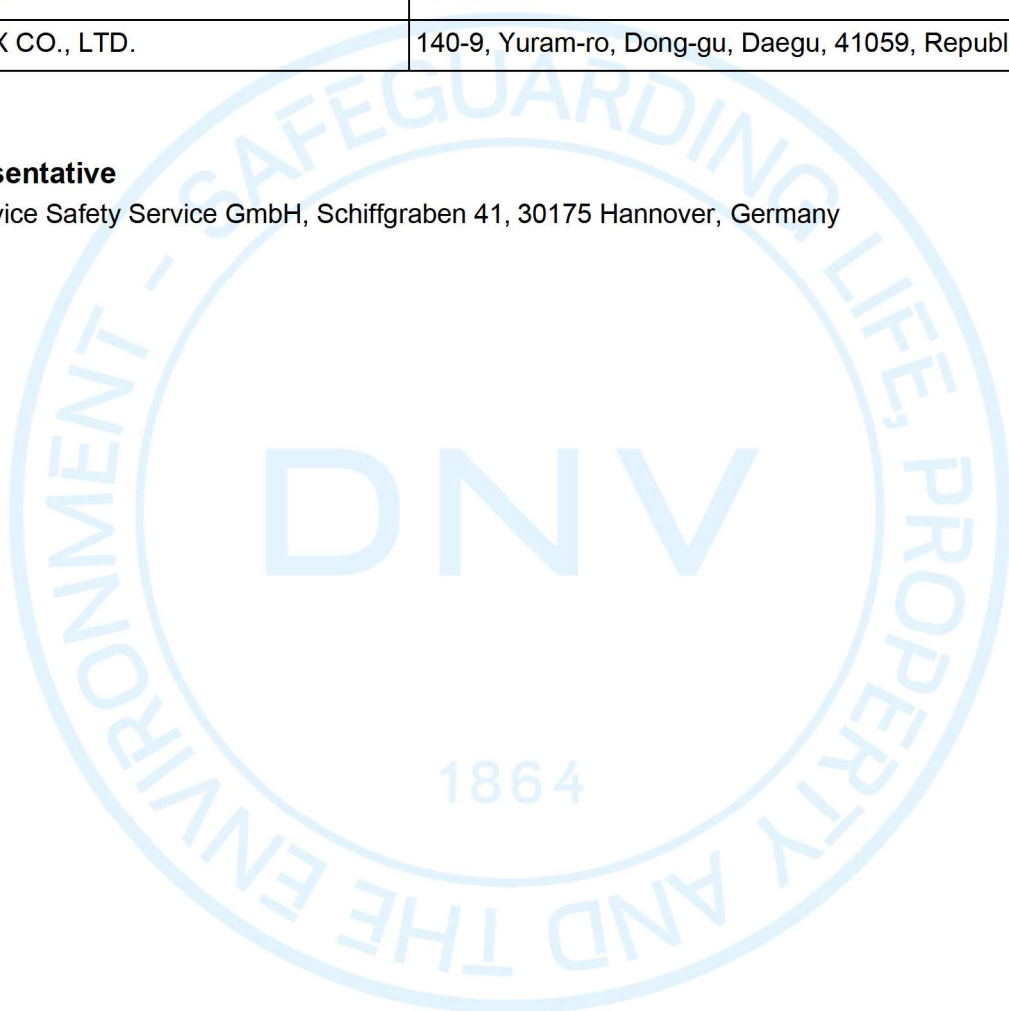 X CO., LTD.
140-9, Yuram-ro, Dong-gu, Daegu, 41059, Republ
sentative
vice Safety Service GmbH, Schiffgraben 41, 30175 Hannover, Germany
SAFEGUARDING LIFE, PROPERTY AND THE ENVIRONMENT -
DNV
1864